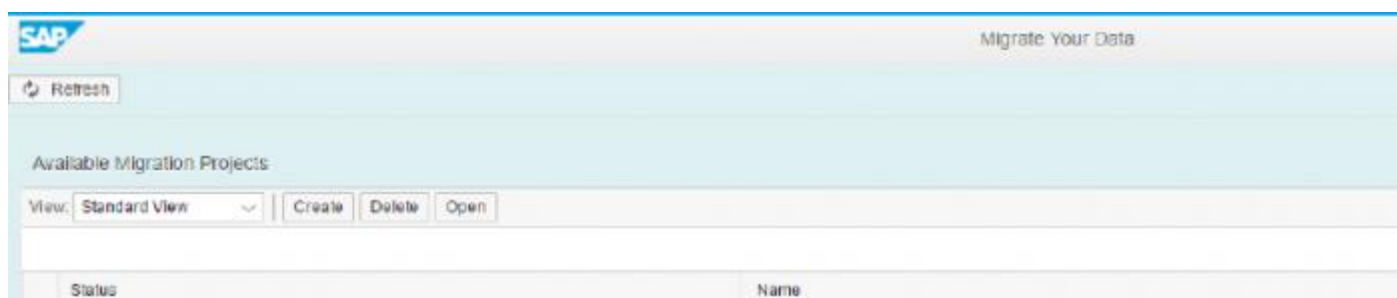 SAP
Migrate Your Data
Refresh
Available Migration Projects
View: Standard View Create Delete Open
Status Name